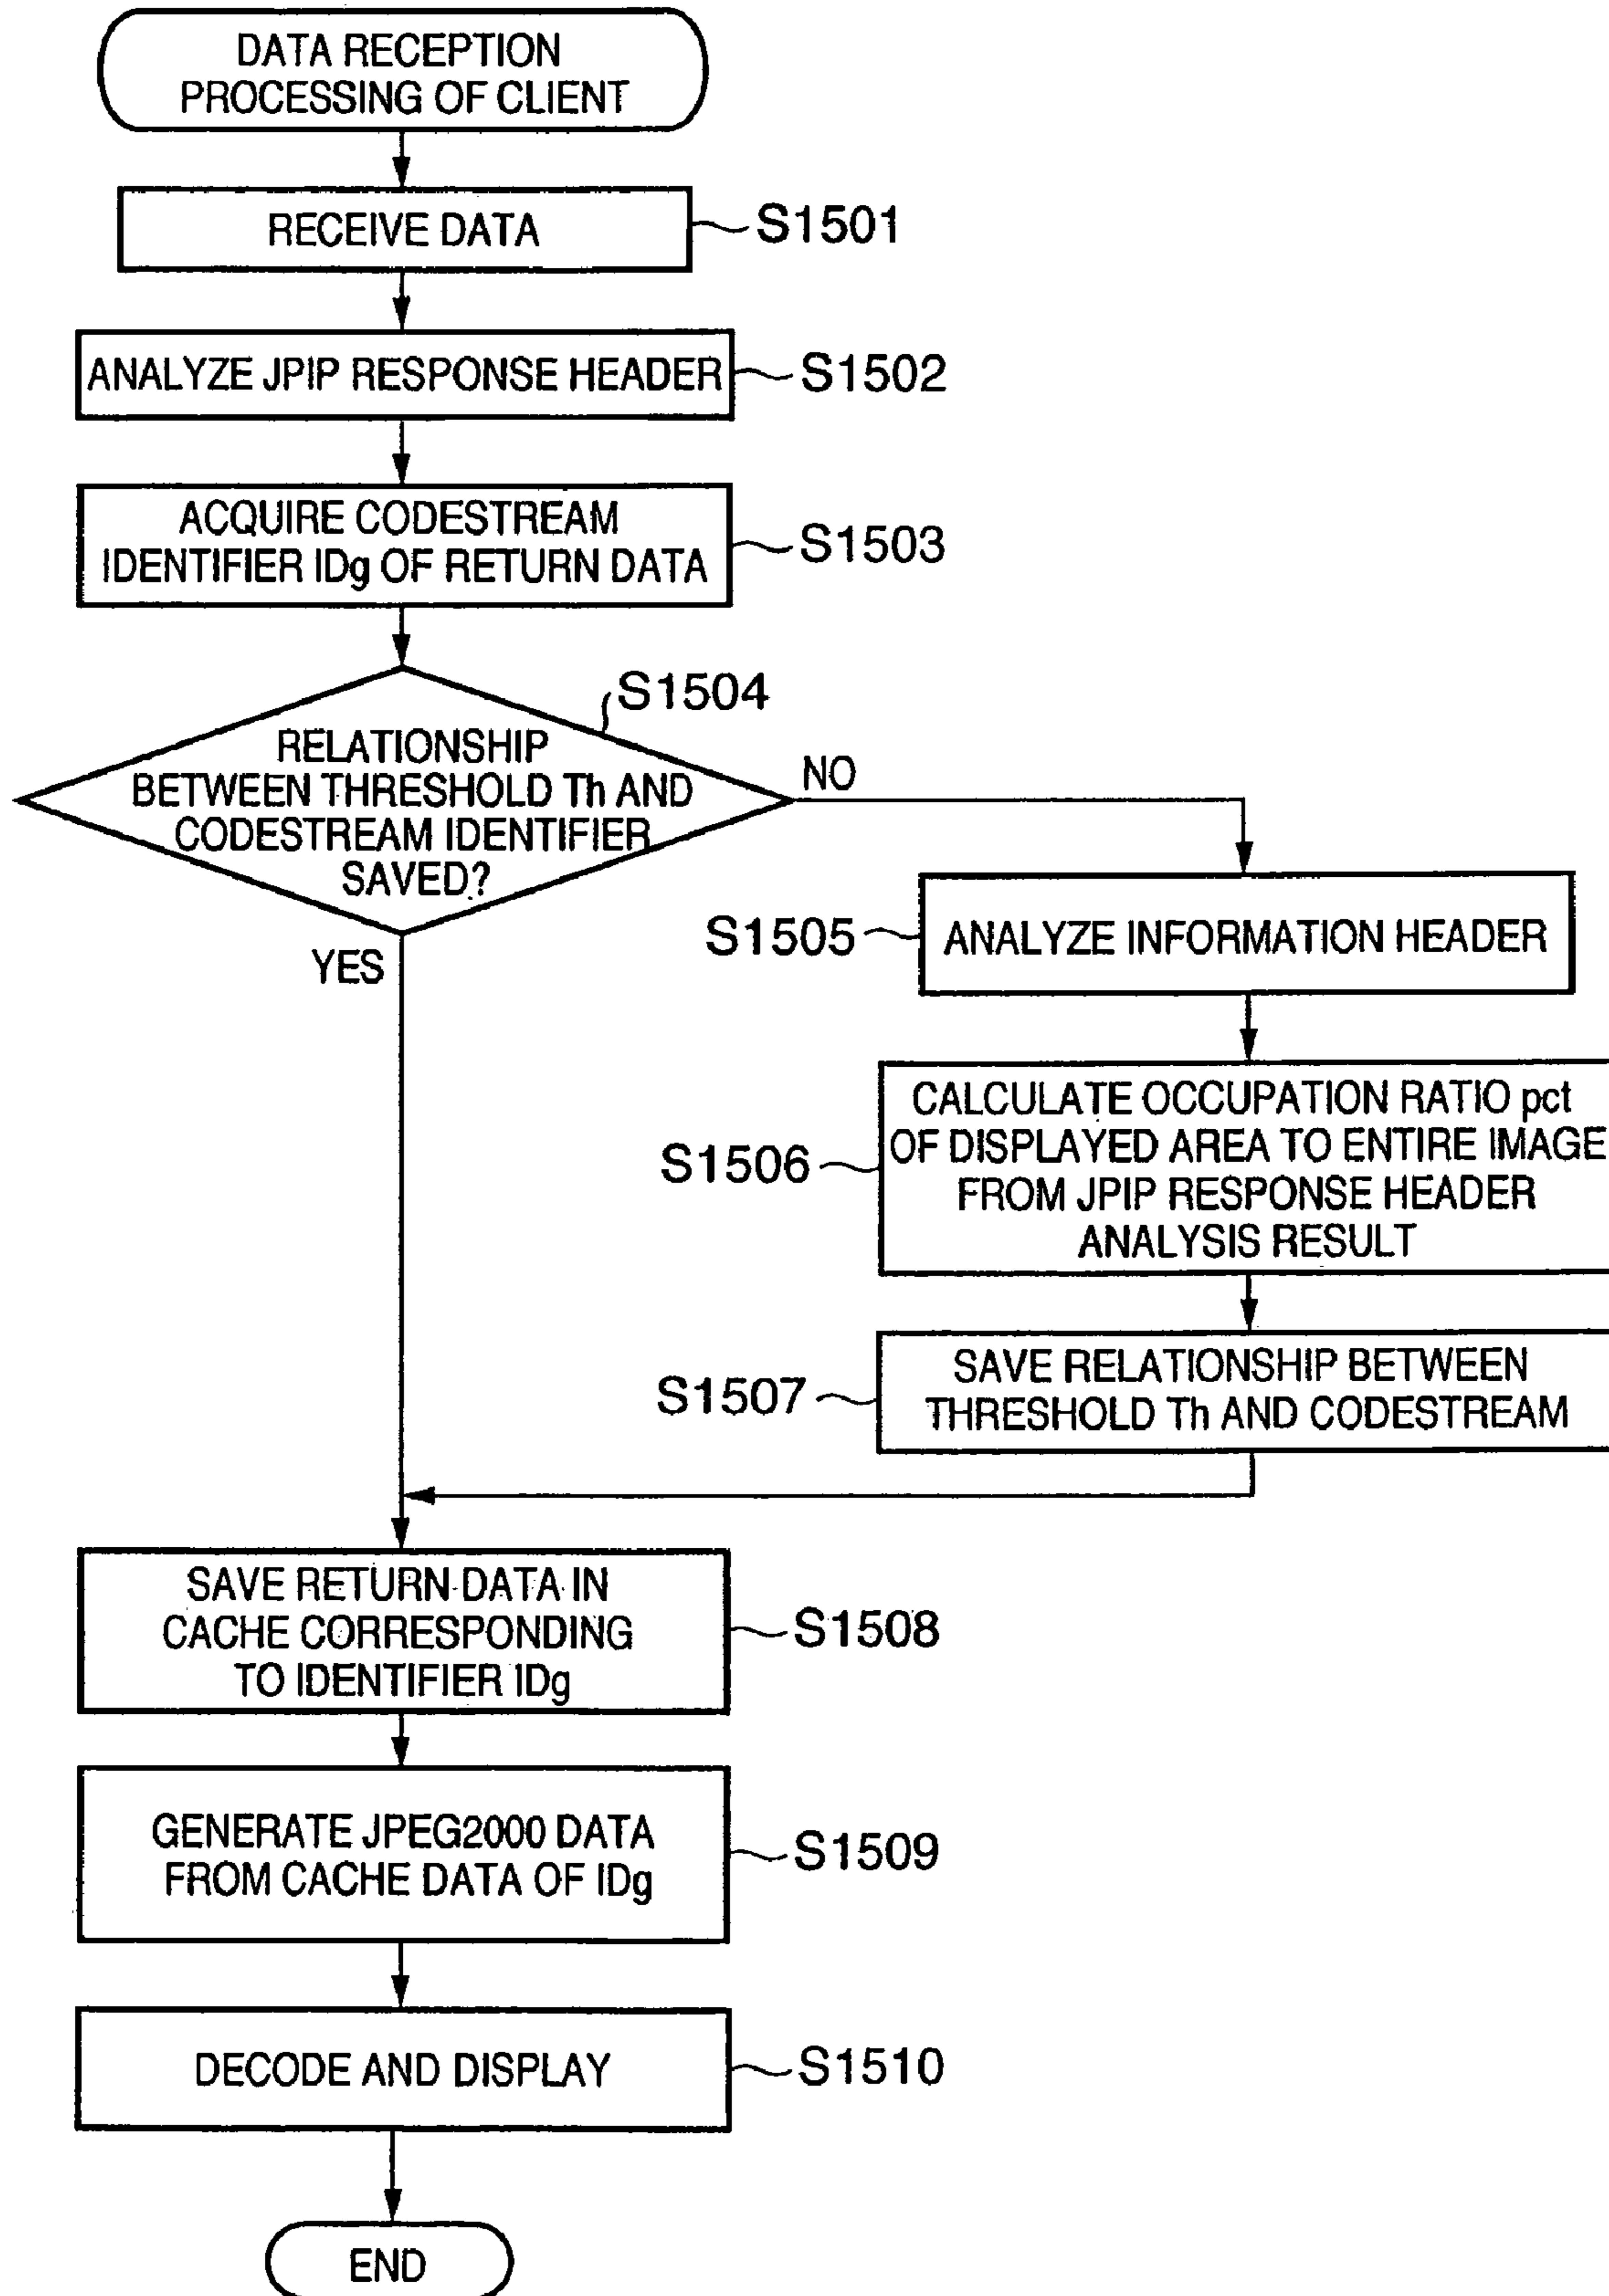 DATA RECEPTION
PROCESSING OF CLIENT
RECEIVE DATA
S1501
ANALYZE JPIP RESPONSE HEADER
S1502
ACQUIRE CODESTREAM
IDENTIFIER IDg OF RETURN DATA
S1503
S1504
RELATIONSHIP
BETWEEN THRESHOLD Th AND
CODESTREAM IDENTIFIER
SAVED?
NO
YES
S1505
ANALYZE INFORMATION HEADER
S1506
CALCULATE OCCUPATION RATIO pct
OF DISPLAYED AREA TO ENTIRE IMAGE
FROM JPIP RESPONSE HEADER
ANALYSIS RESULT
S1507
SAVE RELATIONSHIP BETWEEN
THRESHOLD Th AND CODESTREAM
SAVE RETURN DATA IN
CACHE CORRESPONDING
TO IDENTIFIER IDg
S1508
GENERATE JPEG2000 DATA
FROM CACHE DATA OF IDg
S1509
DECODE AND DISPLAY
S1510
END